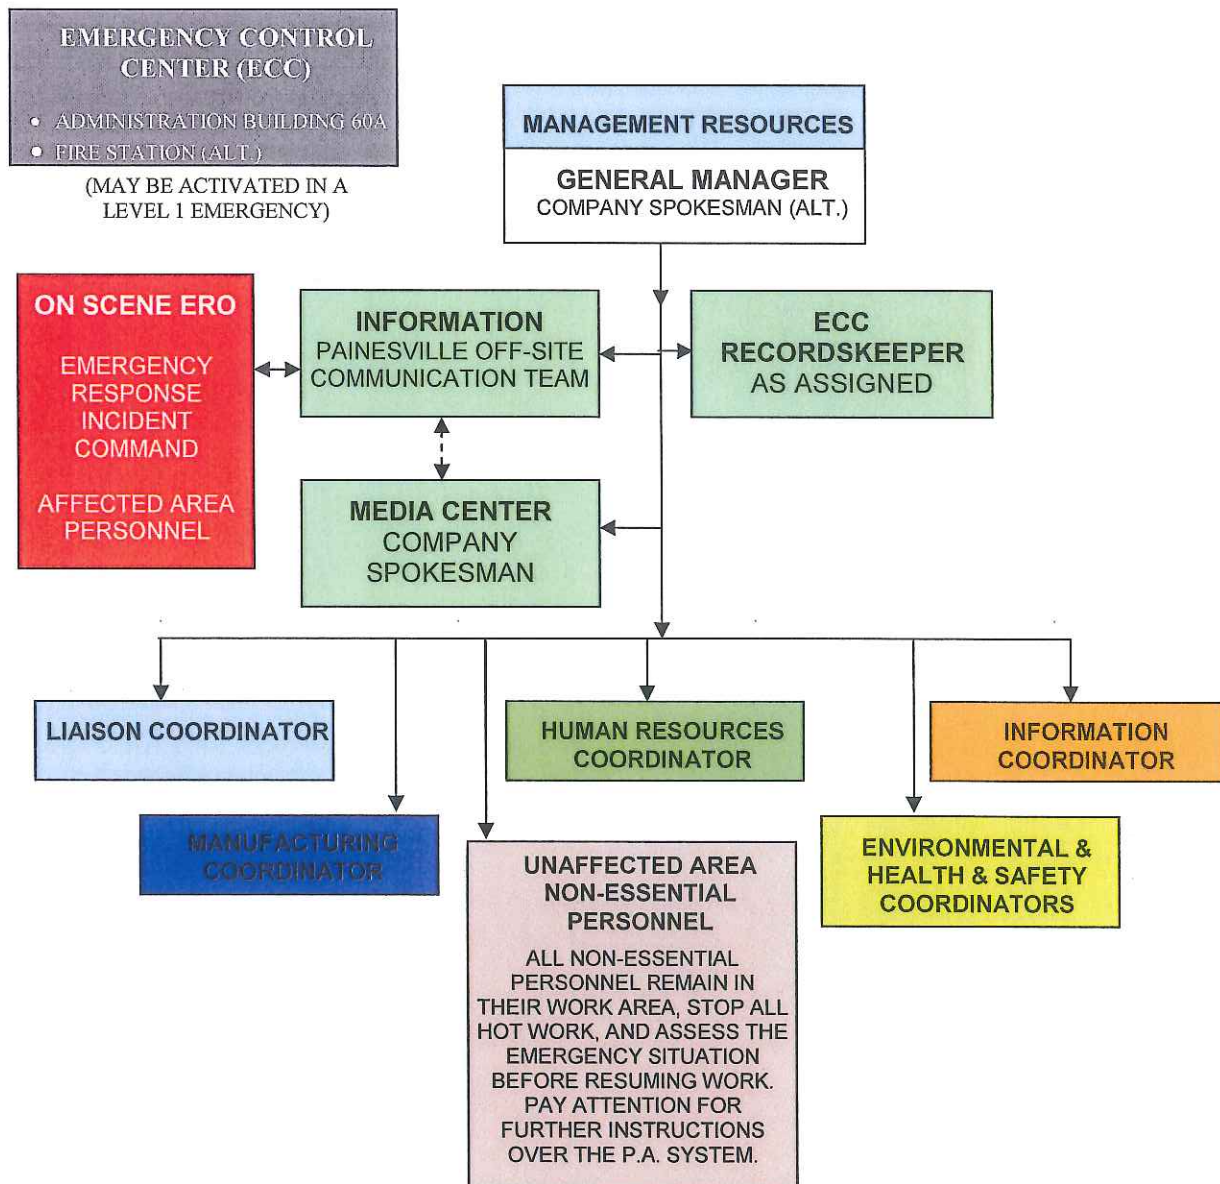 EMERGENCY CONTROL
CENTER (ECC)
• ADMINISTRATION BUILDING 60A
• FIRE STATION (ALT.)
(MAY BE ACTIVATED IN A
LEVEL 1 EMERGENCY)
MANAGEMENT RESOURCES
GENERAL MANAGER
COMPANY SPOKESMAN (ALT.)
ON SCENE ERO
EMERGENCY
RESPONSE
INCIDENT
COMMAND
AFFECTED AREA
PERSONNEL
INFORMATION
PAINESVILLE OFF-SITE
COMMUNICATION TEAM
ECC
RECORDSKEEPER
AS ASSIGNED
MEDIA CENTER
COMPANY
SPOKESMAN
LIAISON COORDINATOR
HUMAN RESOURCES
COORDINATOR
INFORMATION
COORDINATOR
MANUFACTURING
COORDINATOR
UNAFFECTED AREA
NON-ESSENTIAL
PERSONNEL
ALL NON-ESSENTIAL
PERSONNEL REMAIN IN
THEIR WORK AREA, STOP ALL
HOT WORK, AND ASSESS THE
EMERGENCY SITUATION
BEFORE RESUMING WORK.
PAY ATTENTION FOR
FURTHER INSTRUCTIONS
OVER THE P.A. SYSTEM.
ENVIRONMENTAL &
HEALTH & SAFETY
COORDINATORS